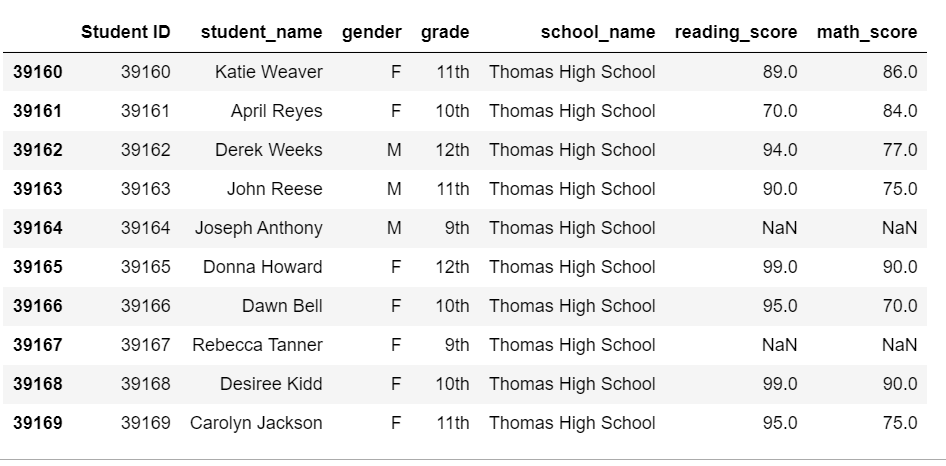 Student ID student_name gender grade school_name reading_score math_score
39160 39160 Katie Weaver F 11th Thomas High School 89.0 86.0
39161 39161 April Reyes F 10th Thomas High School 70.0 84.0
39162 39162 Derek Weeks M 12th Thomas High School 94.0 77.0
39163 39163 John Reese M 11th Thomas High School 90.0 75.0
39164 39164 Joseph Anthony M 9th Thomas High School NaN NaN
39165 39165 Donna Howard F 12th Thomas High School 99.0 90.0
39166 39166 Dawn Bell F 10th Thomas High School 95.0 70.0
39167 39167 Rebecca Tanner F 9th Thomas High School NaN NaN
39168 39168 Desiree Kidd F 10th Thomas High School 99.0 90.0
39169 39169 Carolyn Jackson F 11th Thomas High School 95.0 75.0